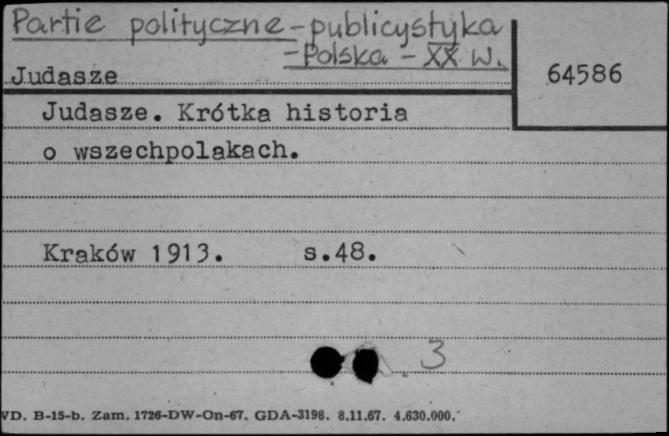 Partie polityczne - publicystyka
- Polska - XX w.
Judasze
64586
Judasze. Krótka historia
o wszechpolakach.
Kraków 1913. s.48.
3
VD. B-15-b. Zam. 1726-DW-On-67. GDA-3198. 8.11.67. 4.630.000.